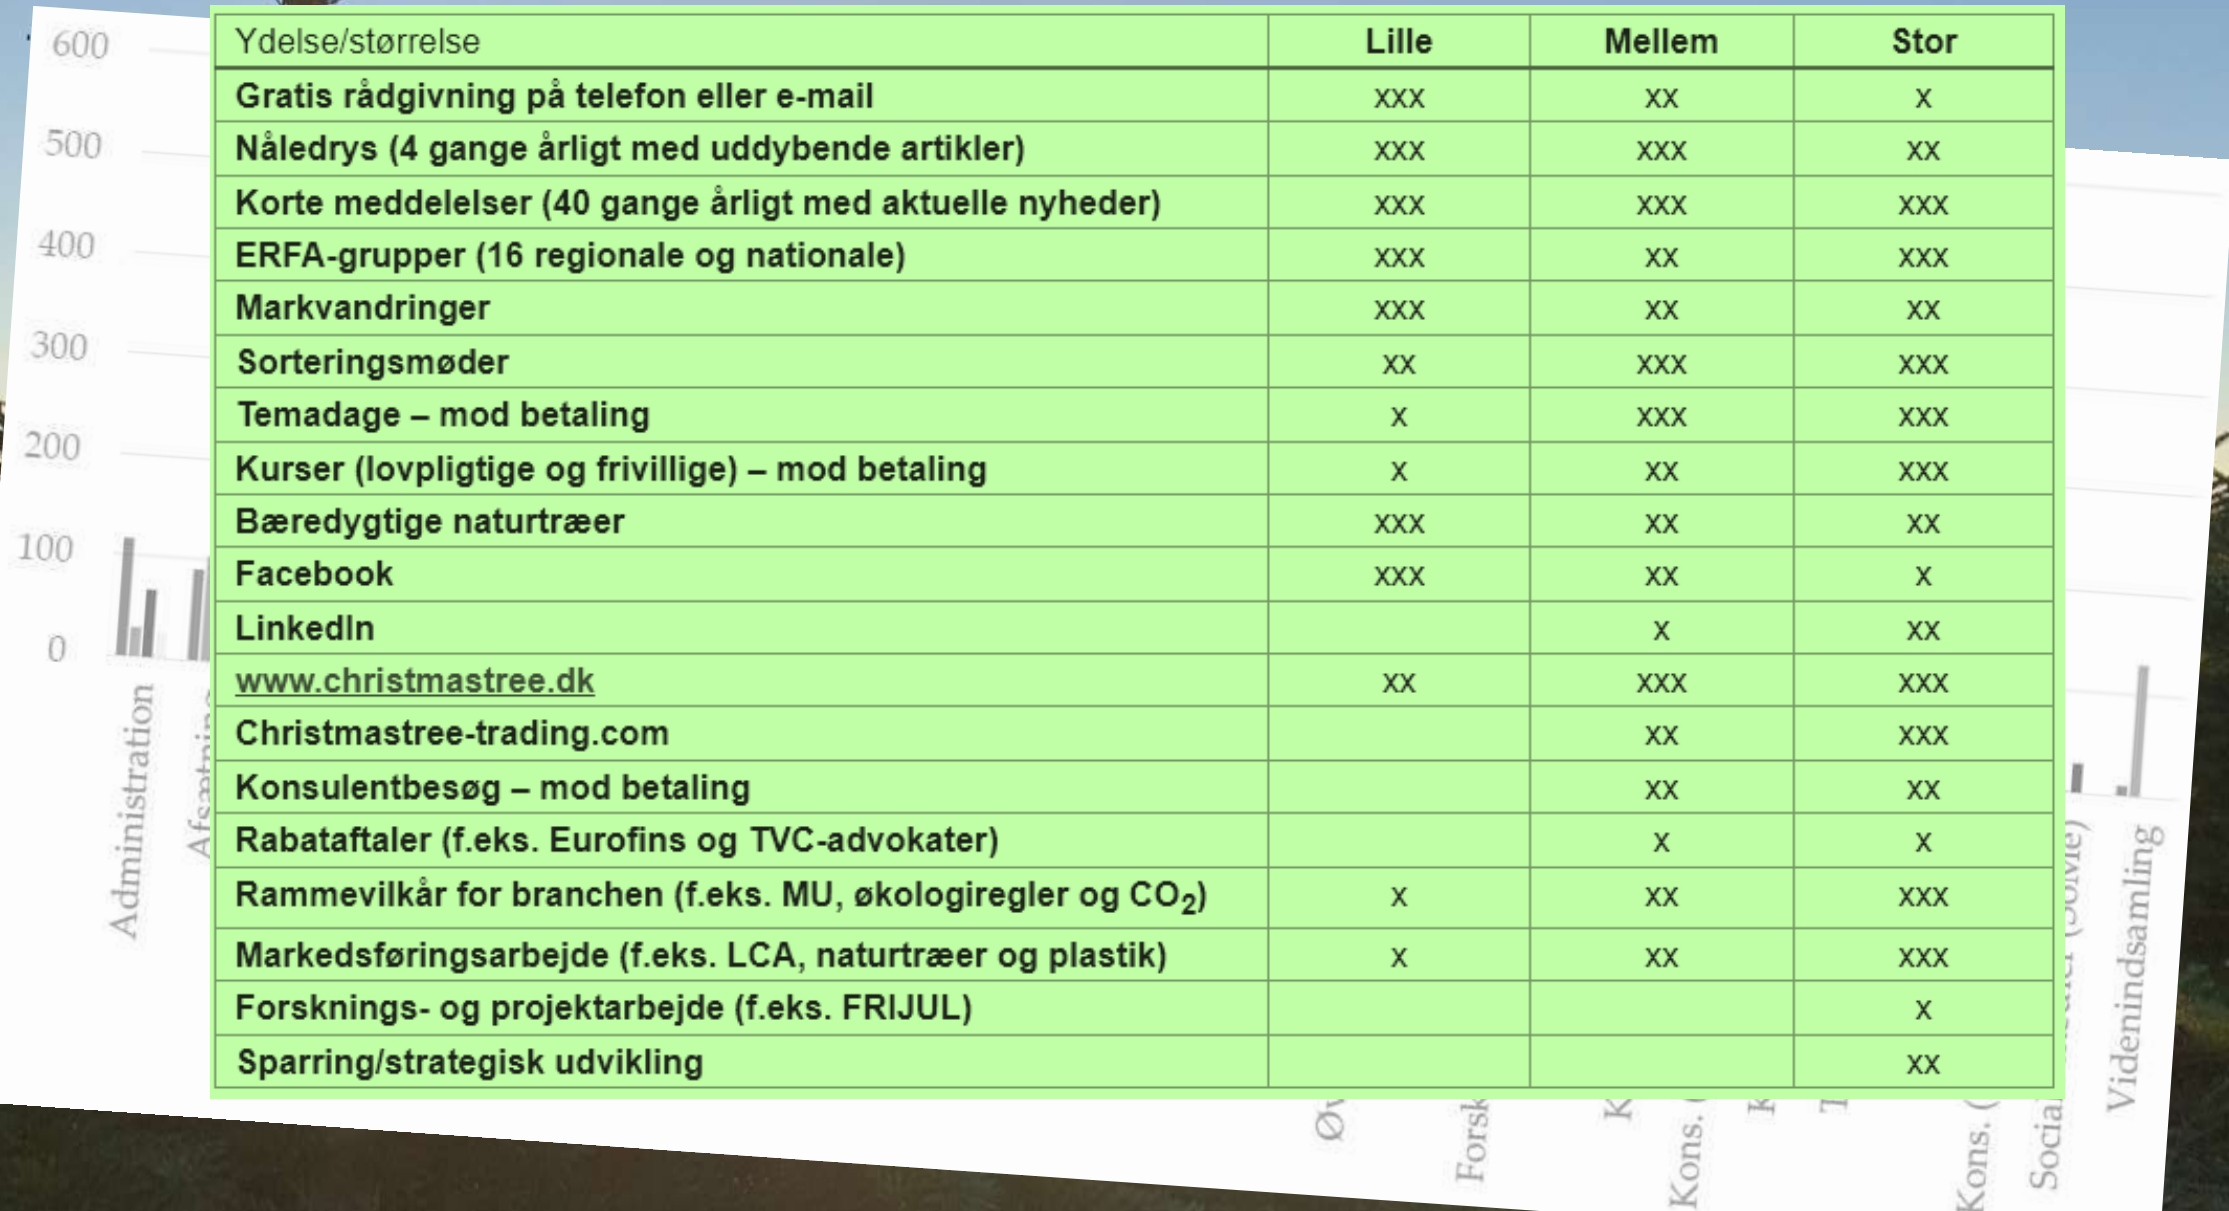 Ydelse/størrelse Lille Mellem Stor
Gratis rådgivning på telefon eller e-mail xxx xx x
Nåledrys (4 gange årligt med uddybende artikler) xxx xxx xx
Korte meddelelser (40 gange årligt med aktuelle nyheder) xxx xxx xxx
ERFA-grupper (16 regionale og nationale) xxx xx xxx
Markvandringer xxx xx xx
Sorteringsmøder xx xxx xxx
Temadage – mod betaling x xxx xxx
Kurser (lovpligtige og frivillige) – mod betaling x xx xxx
Bæredygtige naturtræer xxx xx xx
Facebook xxx xx x
LinkedIn x xx
www.christmastree.dk xx xxx xxx
Christmastree-trading.com xx xxx
Konsulentbesøg – mod betaling xx xx
Rabataftaler (f.eks. Eurofins og TVC-advokater) x x
Rammevilkår for branchen (f.eks. MU, økologiregler og CO₂) x xx xxx
Markedsføringsarbejde (f.eks. LCA, naturtræer og plastik) x xx xxx
Forsknings- og projektarbejde (f.eks. FRIJUL) x
Sparring/strategisk udvikling xx
600
500
400
300
200
100
0
Administration
Kons.
Kons.
Videnindsamling